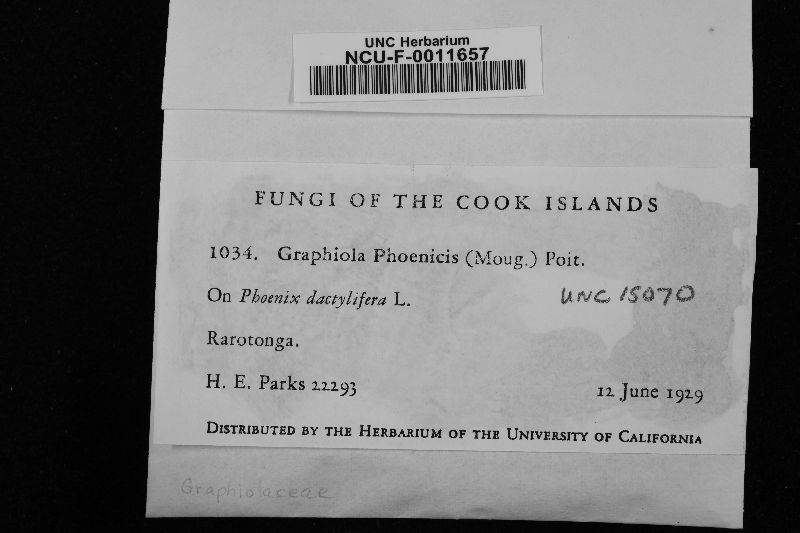 UNC Herbarium
NCU-F-0011657
FUNGI OF THE COOK ISLANDS
1034. Graphiola Phoenicis (Moug.) Poit.
On Phoenix dactylifera L.
UNC 15070
Rarotonga.
H. E. Parks 22293
12 June 1929
DISTRIBUTED BY THE HERBARIUM OF THE UNIVERSITY OF CALIFORNIA
Graphiolaceae